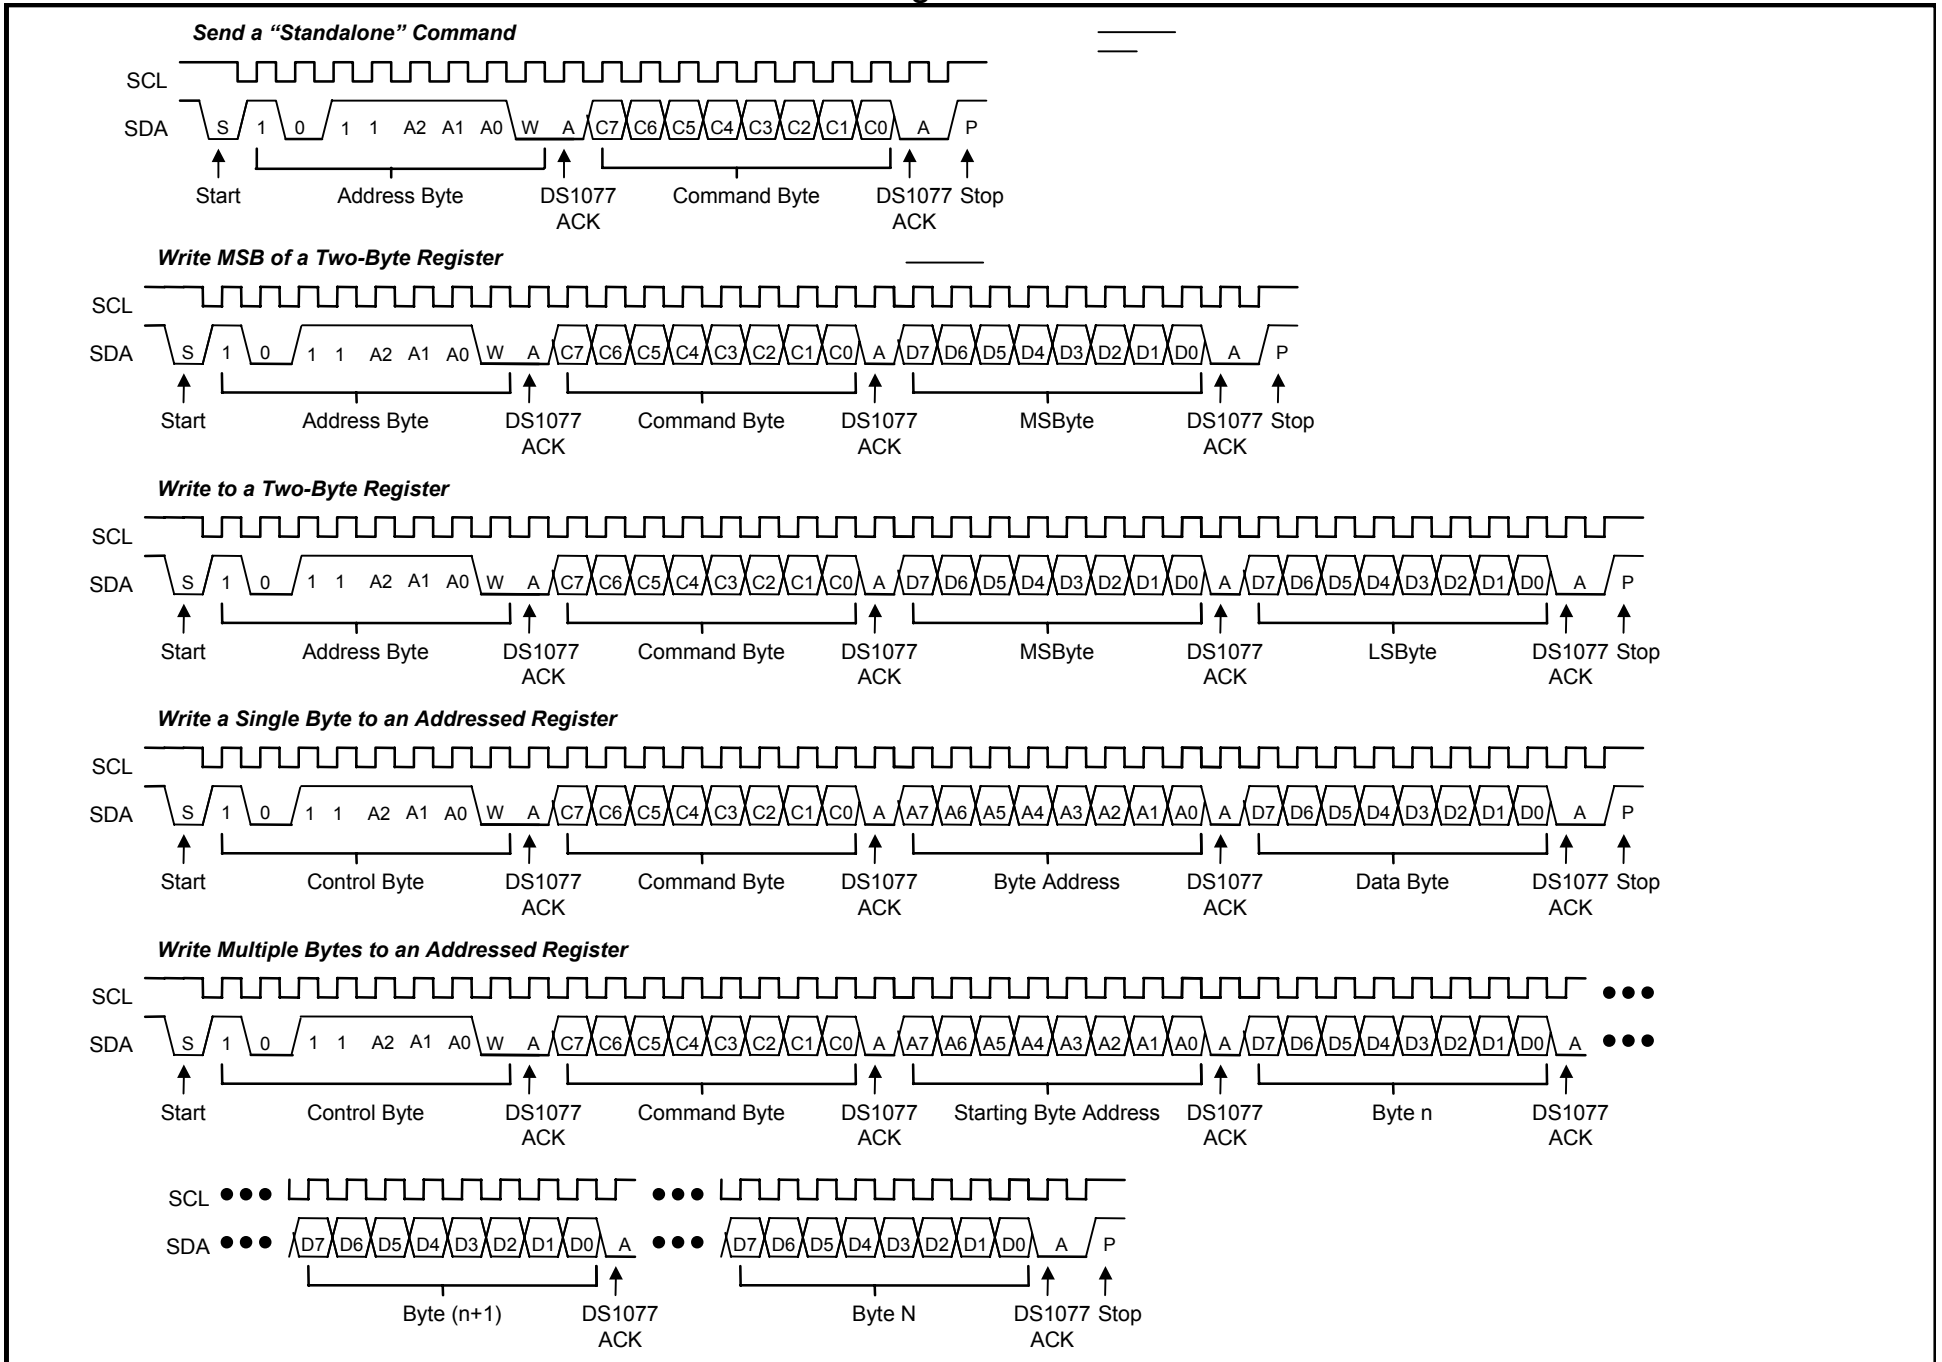 Send a “Standalone” Command
SCL
SDA S 1 0 1 1 A2 A1 A0 W A C7 C6 C5 C4 C3 C2 C1 C0 A P
Start Address Byte DS1077 Command Byte DS1077 Stop
ACK ACK
Write MSB of a Two-Byte Register
SCL
SDA S 1 0 1 1 A2 A1 A0 W A C7 C6 C5 C4 C3 C2 C1 C0 A D7 D6 D5 D4 D3 D2 D1 D0 A P
Start Address Byte DS1077 Command Byte DS1077 MSByte DS1077 Stop
ACK ACK ACK
Write to a Two-Byte Register
SCL
SDA S 1 0 1 1 A2 A1 A0 W A C7 C6 C5 C4 C3 C2 C1 C0 A D7 D6 D5 D4 D3 D2 D1 D0 A D7 D6 D5 D4 D3 D2 D1 D0 A P
Start Address Byte DS1077 Command Byte DS1077 MSByte DS1077 LSByte DS1077 Stop
ACK ACK ACK ACK
Write a Single Byte to an Addressed Register
SCL
SDA S 1 0 1 1 A2 A1 A0 W A C7 C6 C5 C4 C3 C2 C1 C0 A A7 A6 A5 A4 A3 A2 A1 A0 A D7 D6 D5 D4 D3 D2 D1 D0 A P
Start Control Byte DS1077 Command Byte DS1077 Byte Address DS1077 Data Byte DS1077 Stop
ACK ACK ACK ACK
Write Multiple Bytes to an Addressed Register
SCL ●●●
SDA S 1 0 1 1 A2 A1 A0 W A C7 C6 C5 C4 C3 C2 C1 C0 A A7 A6 A5 A4 A3 A2 A1 A0 A D7 D6 D5 D4 D3 D2 D1 D0 A ●●●
Start Control Byte DS1077 Command Byte DS1077 Starting Byte Address DS1077 Byte n DS1077
ACK ACK ACK ACK
SCL ●●● ●●●
SDA ●●● D7 D6 D5 D4 D3 D2 D1 D0 A ●●● D7 D6 D5 D4 D3 D2 D1 D0 A P
Byte (n+1) DS1077 Byte N DS1077 Stop
ACK ACK